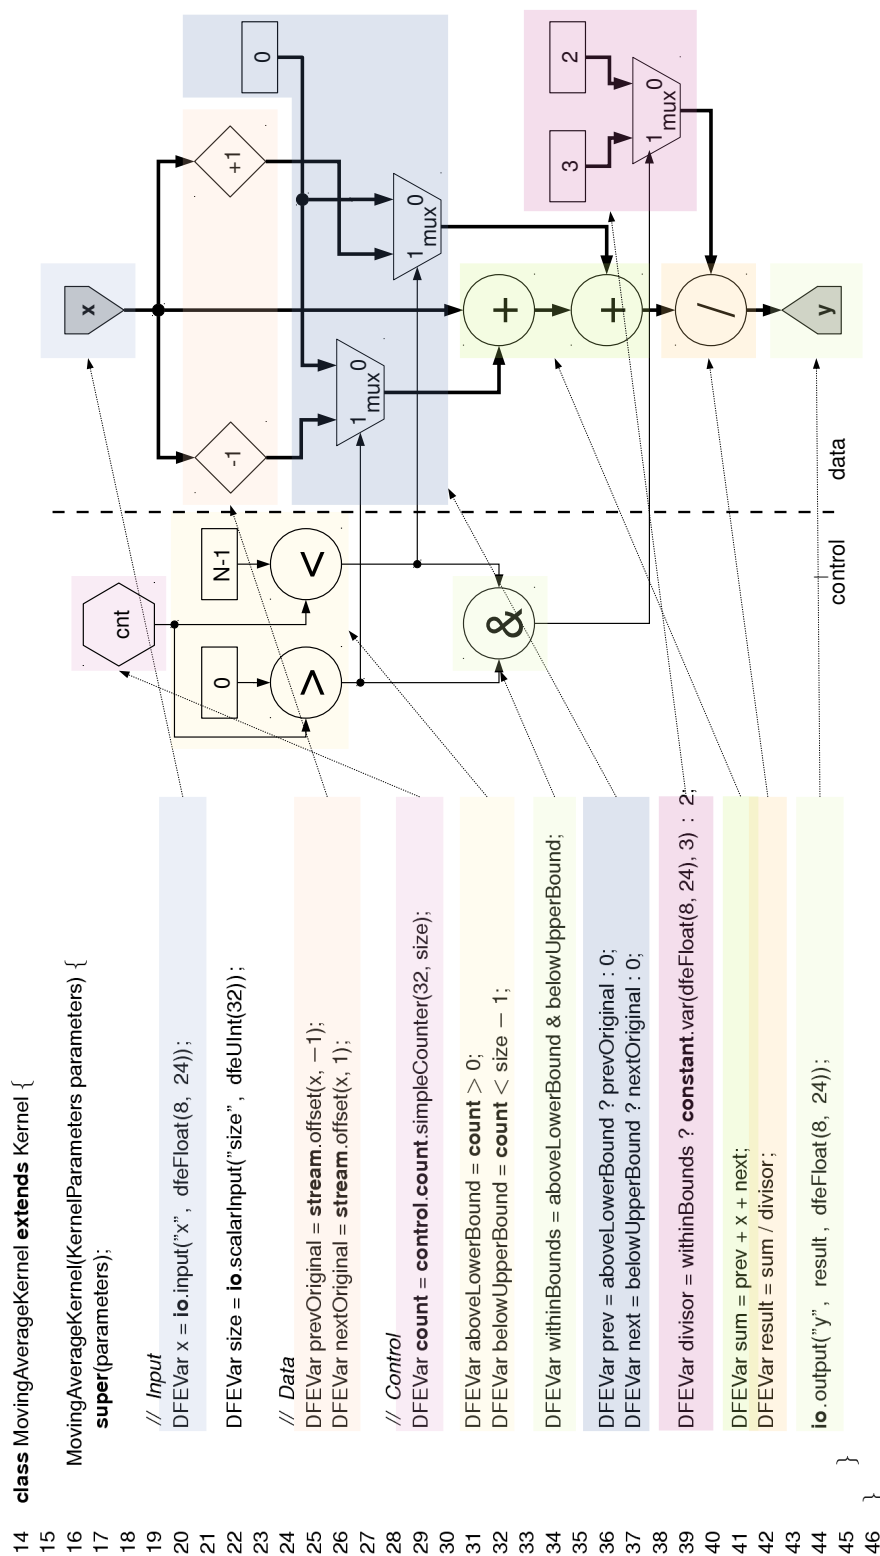 14 class MovingAverageKernel extends Kernel {
15
16 MovingAverageKernel(KernelParameters parameters) {
17 super(parameters);
18
19 // Input
20 DFEVar x = io.input("x", dfeFloat(8, 24));
21
22 DFEVar size = io.scalarInput("size", dfeUInt(32));
23
24 // Data
25 DFEVar prevOriginal = stream.offset(x, −1);
26 DFEVar nextOriginal = stream.offset(x, 1);
27
28 // Control
29 DFEVar count = control.count.simpleCounter(32, size);
30
31 DFEVar aboveLowerBound = count > 0;
32 DFEVar belowUpperBound = count < size − 1;
33
34 DFEVar withinBounds = aboveLowerBound & belowUpperBound;
35
36 DFEVar prev = aboveLowerBound ? prevOriginal : 0;
37 DFEVar next = belowUpperBound ? nextOriginal : 0;
38
39 DFEVar divisor = withinBounds ? constant.var(dfeFloat(8, 24), 3) : 2;
40
41 DFEVar sum = prev + x + next;
42 DFEVar result = sum / divisor;
43
44 io.output("y", result, dfeFloat(8, 24));
45 }
46 }
x
cnt
-1
+1
0
0
N-1
>
<
1 mux 0
1 mux 0
&
+
+
2
3
1 mux 0
/
y
control
data